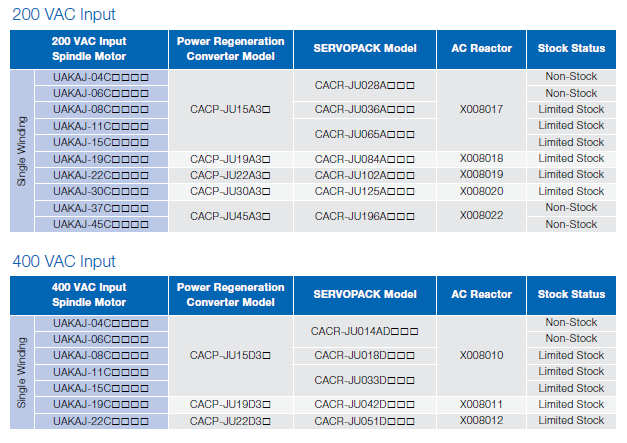 200 VAC Input
200 VAC Input Spindle Motor | Power Regeneration Converter Model | SERVOPACK Model | AC Reactor | Stock Status
Single Winding
UAKAJ-04C□□□□ | CACP-JU15A3□ | CACR-JU028A□□□ | X008017 | Non-Stock
UAKAJ-06C□□□□ | Non-Stock
UAKAJ-08C□□□□ | CACR-JU036A□□□ | Limited Stock
UAKAJ-11C□□□□ | CACR-JU065A□□□ | Limited Stock
UAKAJ-15C□□□□ | Limited Stock
UAKAJ-19C□□□□ | CACP-JU19A3□ | CACR-JU084A□□□ | X008018 | Limited Stock
UAKAJ-22C□□□□ | CACP-JU22A3□ | CACR-JU102A□□□ | X008019 | Limited Stock
UAKAJ-30C□□□□ | CACP-JU30A3□ | CACR-JU125A□□□ | X008020 | Limited Stock
UAKAJ-37C□□□□ | CACP-JU45A3□ | CACR-JU196A□□□ | X008022 | Non-Stock
UAKAJ-45C□□□□ | Non-Stock
400 VAC Input
400 VAC Input Spindle Motor | Power Regeneration Converter Model | SERVOPACK Model | AC Reactor | Stock Status
Single Winding
UAKAJ-04C□□□□ | CACP-JU15D3□ | CACR-JU014AD□□□ | X008010 | Non-Stock
UAKAJ-06C□□□□ | Non-Stock
UAKAJ-08C□□□□ | CACR-JU018D□□□ | Limited Stock
UAKAJ-11C□□□□ | CACR-JU033D□□□ | Limited Stock
UAKAJ-15C□□□□ | Limited Stock
UAKAJ-19C□□□□ | CACP-JU19D3□ | CACR-JU042D□□□ | X008011 | Limited Stock
UAKAJ-22C□□□□ | CACP-JU22D3□ | CACR-JU051D□□□ | X008012 | Limited Stock